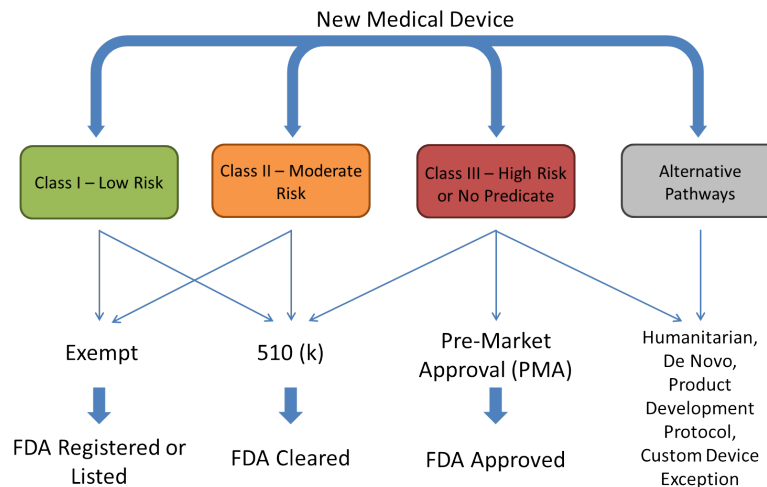 New Medical Device
Class I – Low Risk
Class II – Moderate
Risk
Class III – High Risk
or No Predicate
Alternative
Pathways
Exempt
510 (k)
Pre-Market
Approval (PMA)
Humanitarian,
De Novo,
Product
Development
Protocol,
Custom Device
Exception
FDA Registered or
Listed
FDA Cleared
FDA Approved